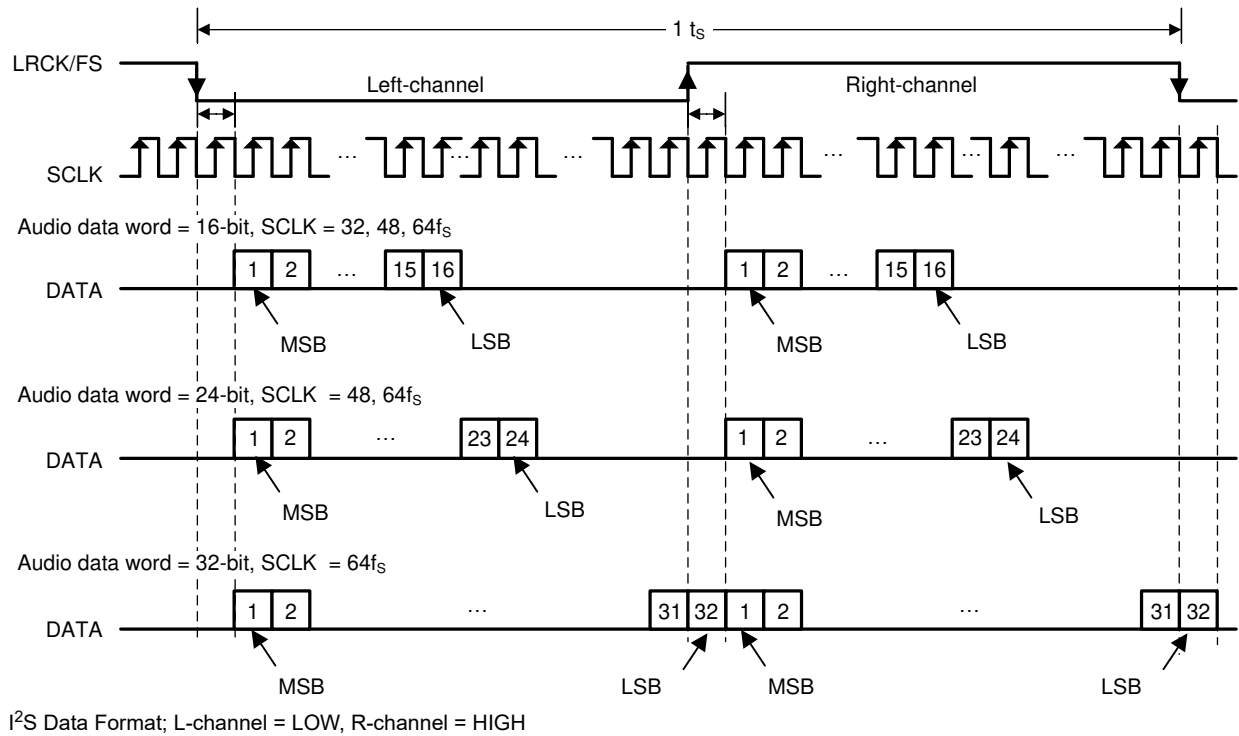 1 tS
LRCK/FS
Left-channel
Right-channel
… … … … … …
SCLK
Audio data word = 16-bit, SCLK = 32, 48, 64fS
DATA 1 2 … 15 16 1 2 … 15 16
MSB LSB MSB LSB
Audio data word = 24-bit, SCLK = 48, 64fS
DATA 1 2 … 23 24 1 2 … 23 24
MSB LSB MSB LSB
Audio data word = 32-bit, SCLK = 64fS
DATA 1 2 … 31 32 1 2 … 31 32
MSB LSB MSB LSB
I²S Data Format; L-channel = LOW, R-channel = HIGH